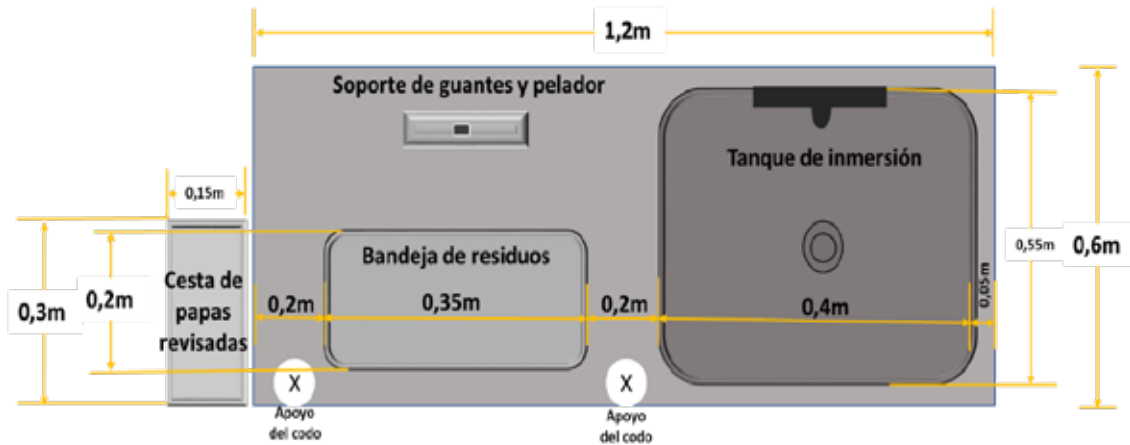 1,2m
Soporte de guantes y pelador
Tanque de inmersión
0,15m
0,55m
0,6m
Bandeja de residuos
Cesta de
papas
revisadas
0,3m
0,2m
0,2m
0,35m
0,2m
0,4m
0,05m
X
X
Apoyo
del codo
Apoyo
del codo